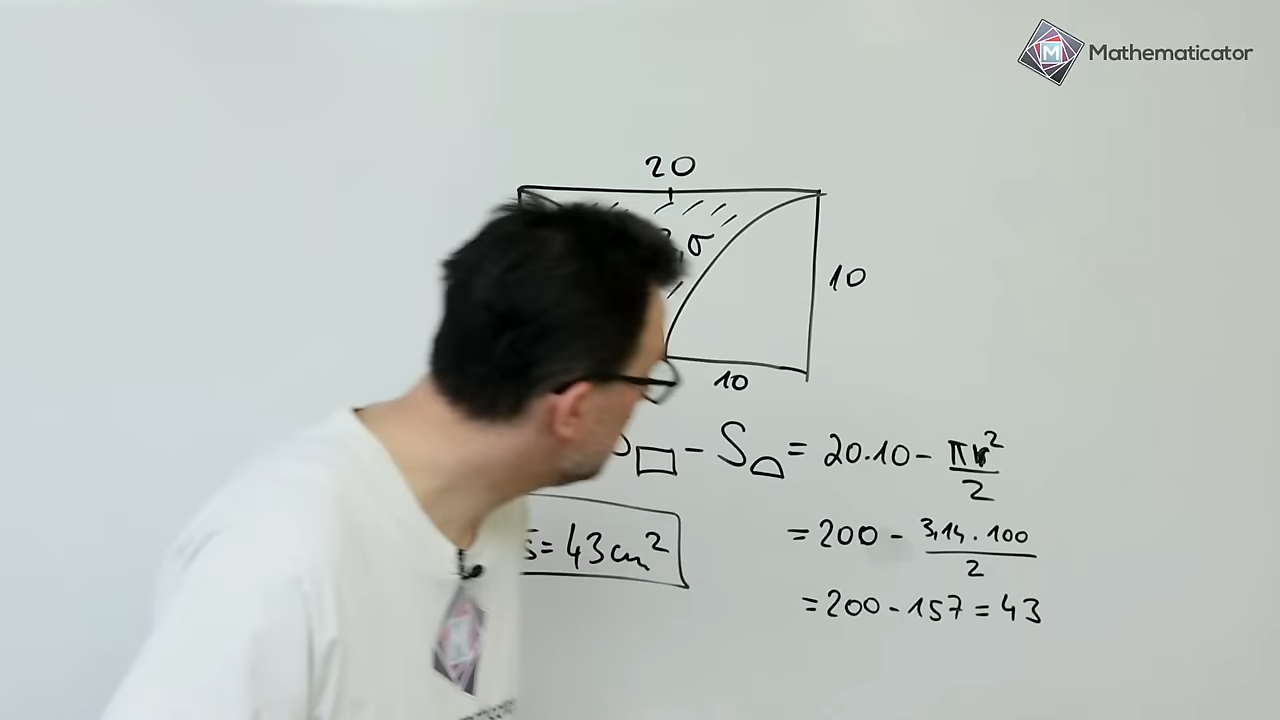 Mathematicator
20
σ
10
10
▭ - S⌓ = 20.10 - πr²/2
S = 43 cm²
= 200 - 3,14 . 100/2
= 200 - 157 = 43